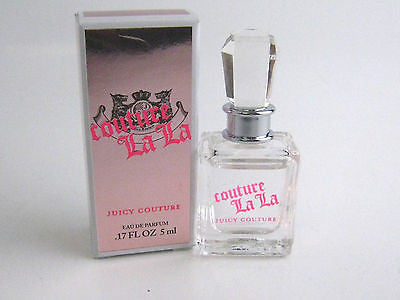 couture
La La
JUICY COUTURE
EAU DE PARFUM
.17 FL OZ 5 ml
couture
La La
JUICY COUTURE